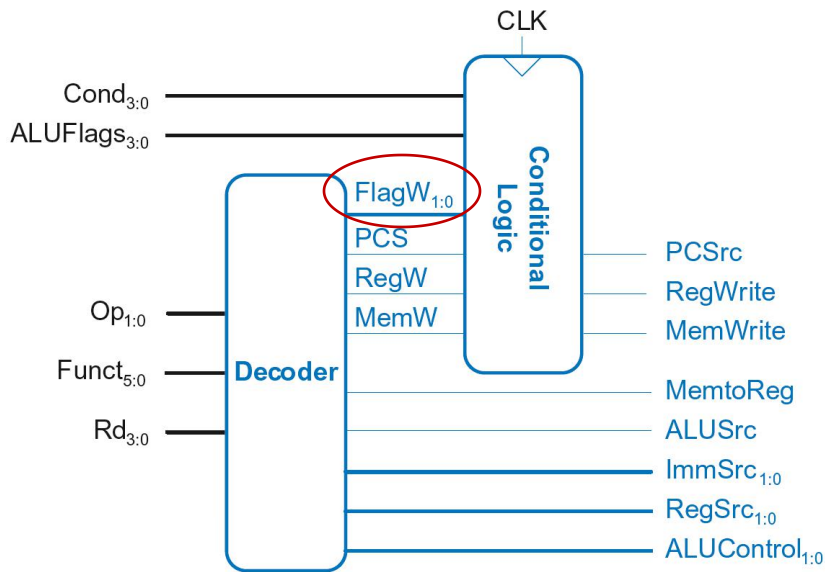 CLK
Cond3:0
ALUFlags3:0
Conditional
Logic
FlagW1:0
PCS
RegW
MemW
PCSrc
RegWrite
MemWrite
Op1:0
Funct5:0
Rd3:0
Decoder
MemtoReg
ALUSrc
ImmSrc1:0
RegSrc1:0
ALUControl1:0